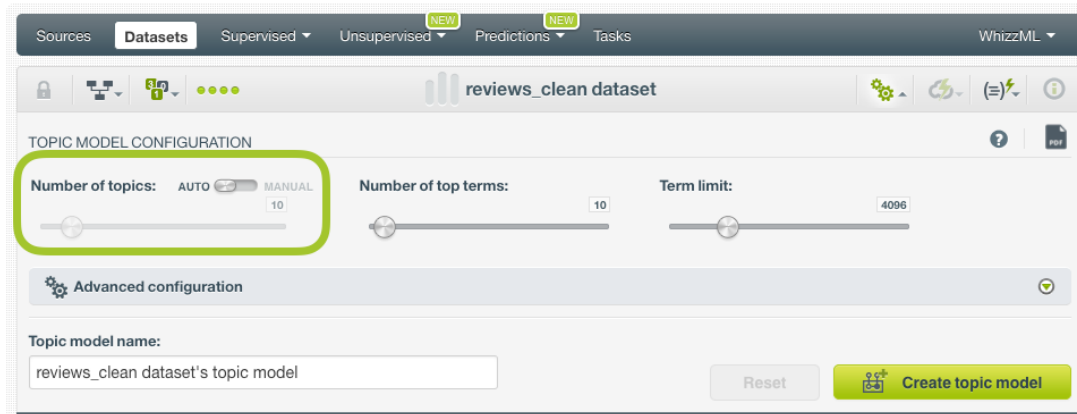 NEW NEW
Sources Datasets Supervised Unsupervised Predictions Tasks WhizzML
reviews_clean dataset
TOPIC MODEL CONFIGURATION
PDF
Number of topics: AUTO MANUAL Number of top terms: Term limit:
10 10 4096
Advanced configuration
Topic model name:
reviews_clean dataset's topic model
Reset Create topic model